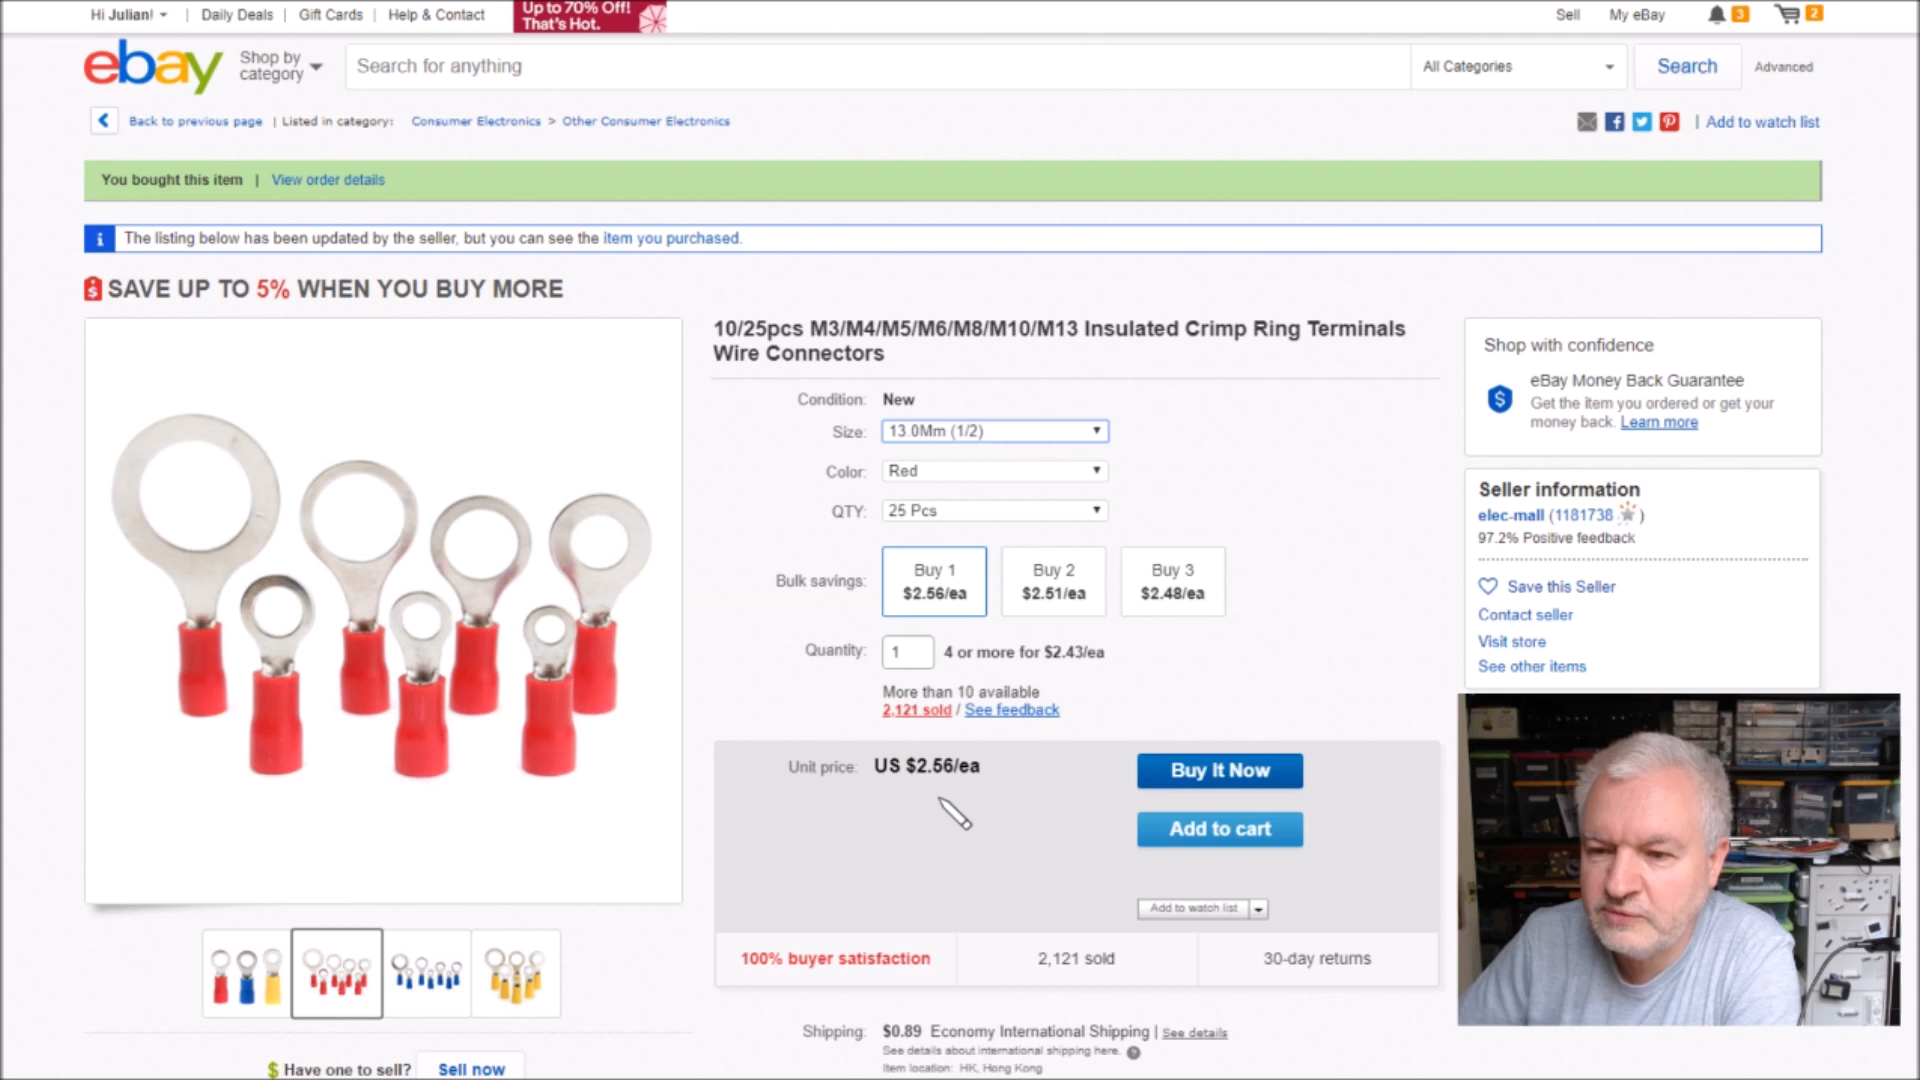 Hi Julian!
Daily Deals
Gift Cards
Help & Contact
Up to 70% Off!
That's Hot.
Sell
My eBay
3
2
ebay
Shop by
category
Search for anything
All Categories
Search
Advanced
Back to previous page | Listed in category: Consumer Electronics > Other Consumer Electronics
| Add to watch list
You bought this item | View order details
The listing below has been updated by the seller, but you can see the item you purchased.
SAVE UP TO 5% WHEN YOU BUY MORE
10/25pcs M3/M4/M5/M6/M8/M10/M13 Insulated Crimp Ring Terminals
Wire Connectors
Condition: New
Size: 13.0Mm (1/2)
Color: Red
QTY: 25 Pcs
Bulk savings:
Buy 1
$2.56/ea
Buy 2
$2.51/ea
Buy 3
$2.48/ea
Quantity: 1 4 or more for $2.43/ea
More than 10 available
2,121 sold / See feedback
Unit price: US $2.56/ea
Buy It Now
Add to cart
Add to watch list
100% buyer satisfaction
2,121 sold
30-day returns
Shipping: $0.89 Economy International Shipping | See details
See details about international shipping here.
Item location: HK, Hong Kong
Shop with confidence
eBay Money Back Guarantee
Get the item you ordered or get your
money back. Learn more
Seller information
elec-mall (1181738)
97.2% Positive feedback
Save this Seller
Contact seller
Visit store
See other items
Have one to sell? Sell now